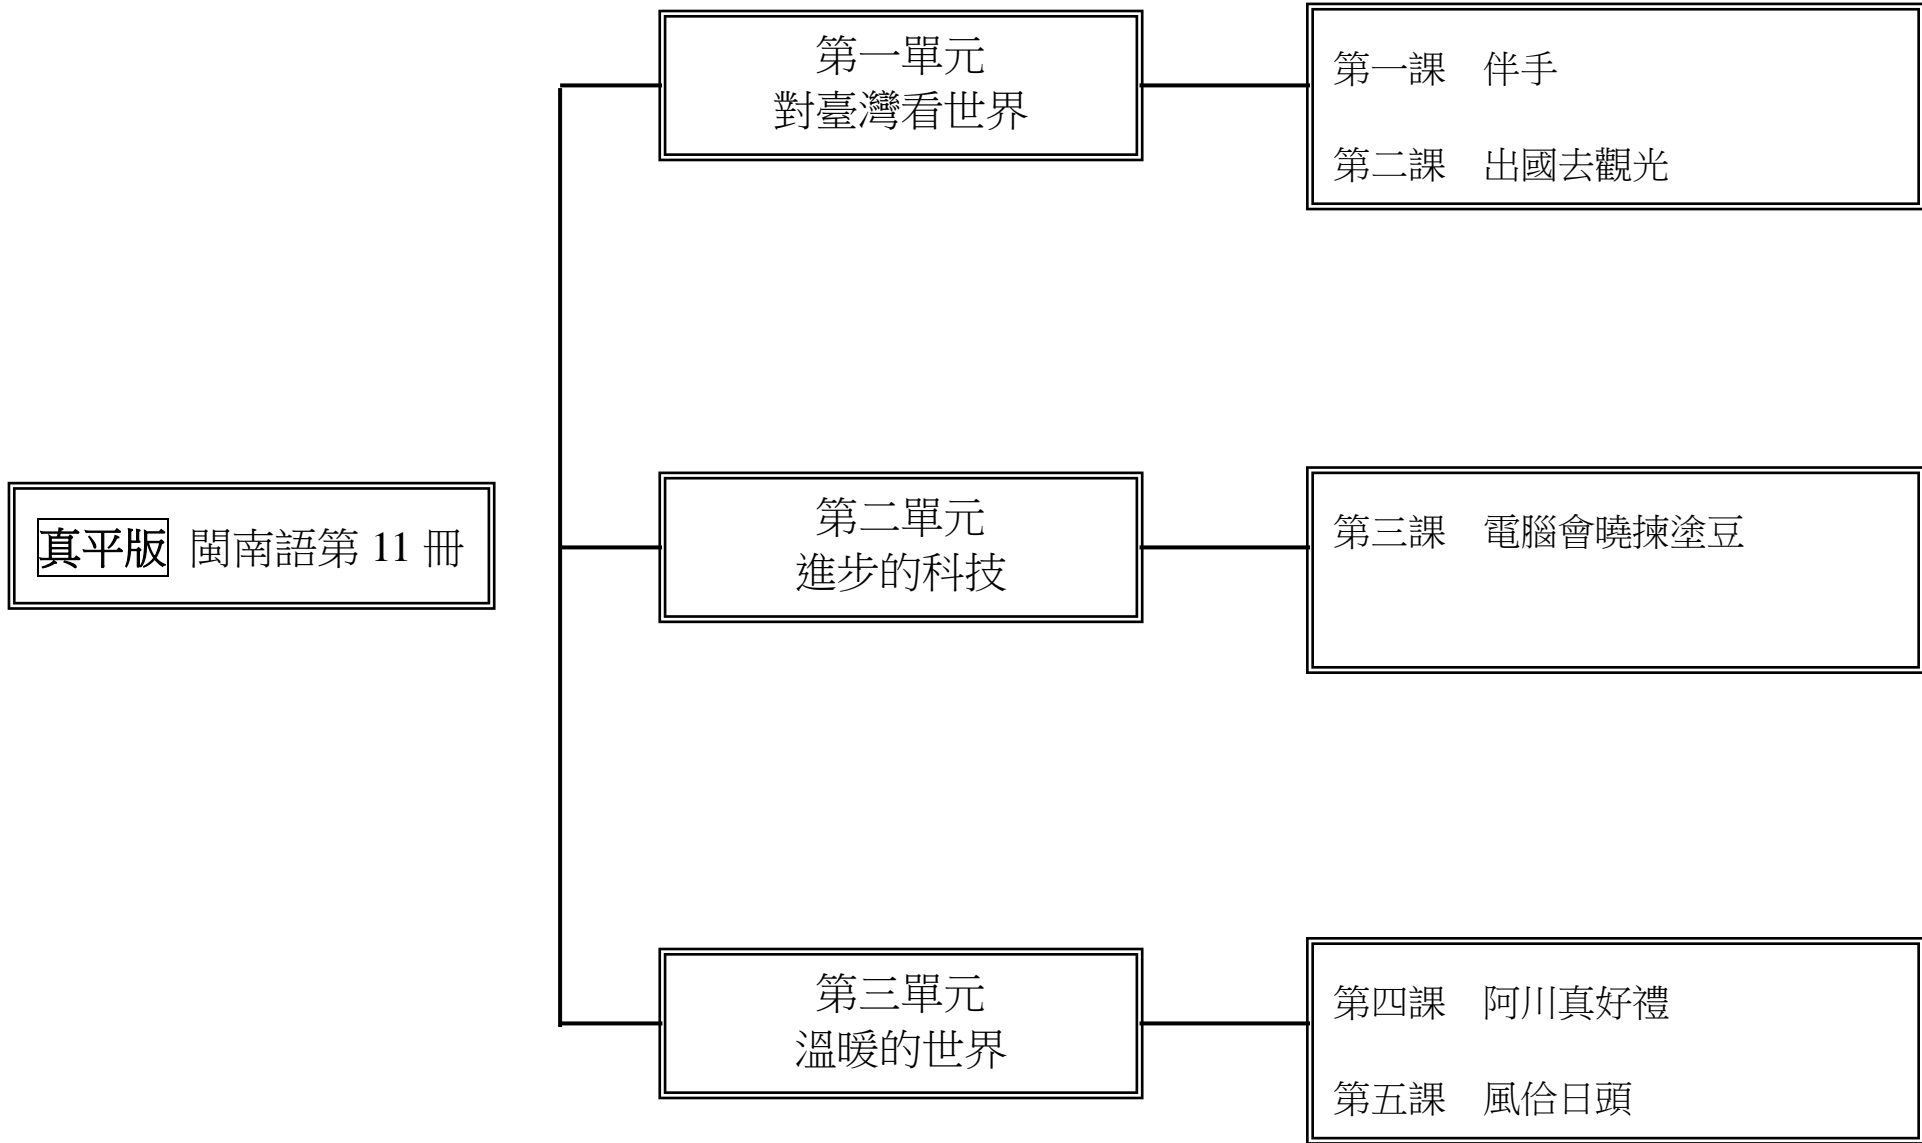 真平版 閩南語第 11 冊
第一單元
對臺灣看世界
第一課 伴手
第二課 出國去觀光
第二單元
進步的科技
第三課 電腦會曉揀塗豆
第三單元
溫暖的世界
第四課 阿川真好禮
第五課 風佮日頭